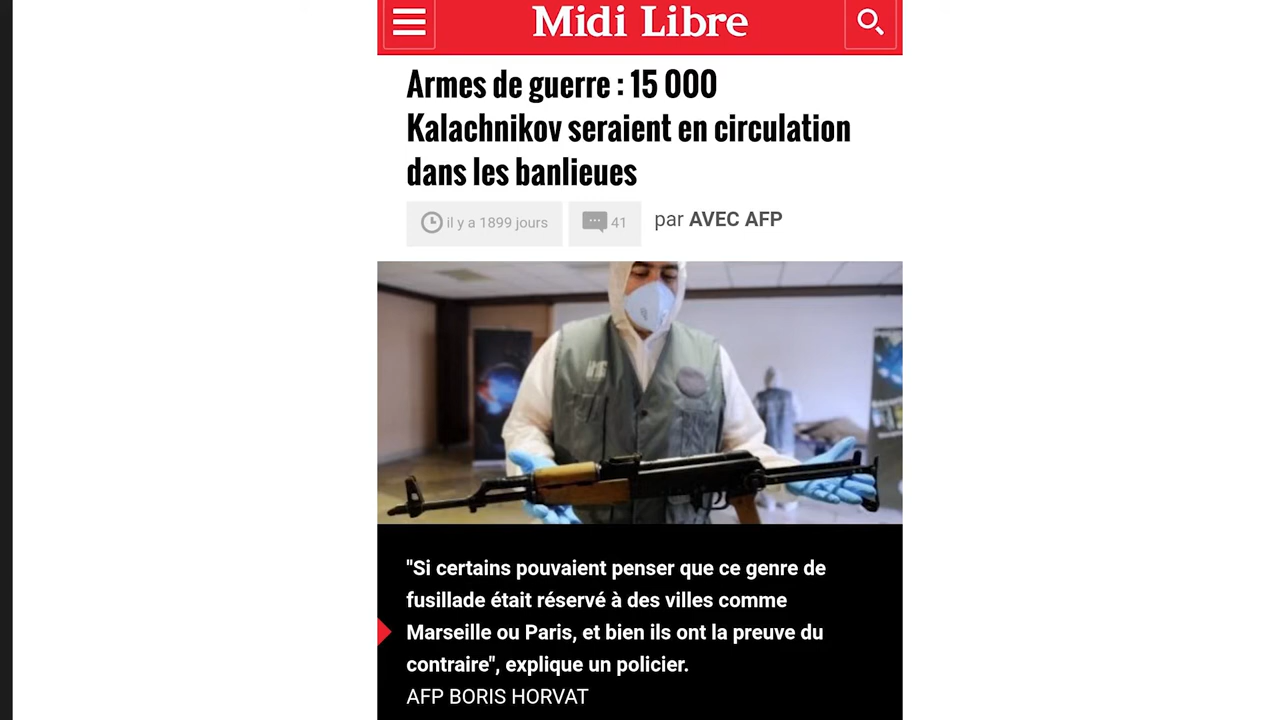 Midi Libre
Armes de guerre : 15 000
Kalachnikov seraient en circulation
dans les banlieues
il y a 1899 jours
41
par AVEC AFP
"Si certains pouvaient penser que ce genre de
fusillade était réservé à des villes comme
Marseille ou Paris, et bien ils ont la preuve du
contraire", explique un policier.
AFP BORIS HORVAT